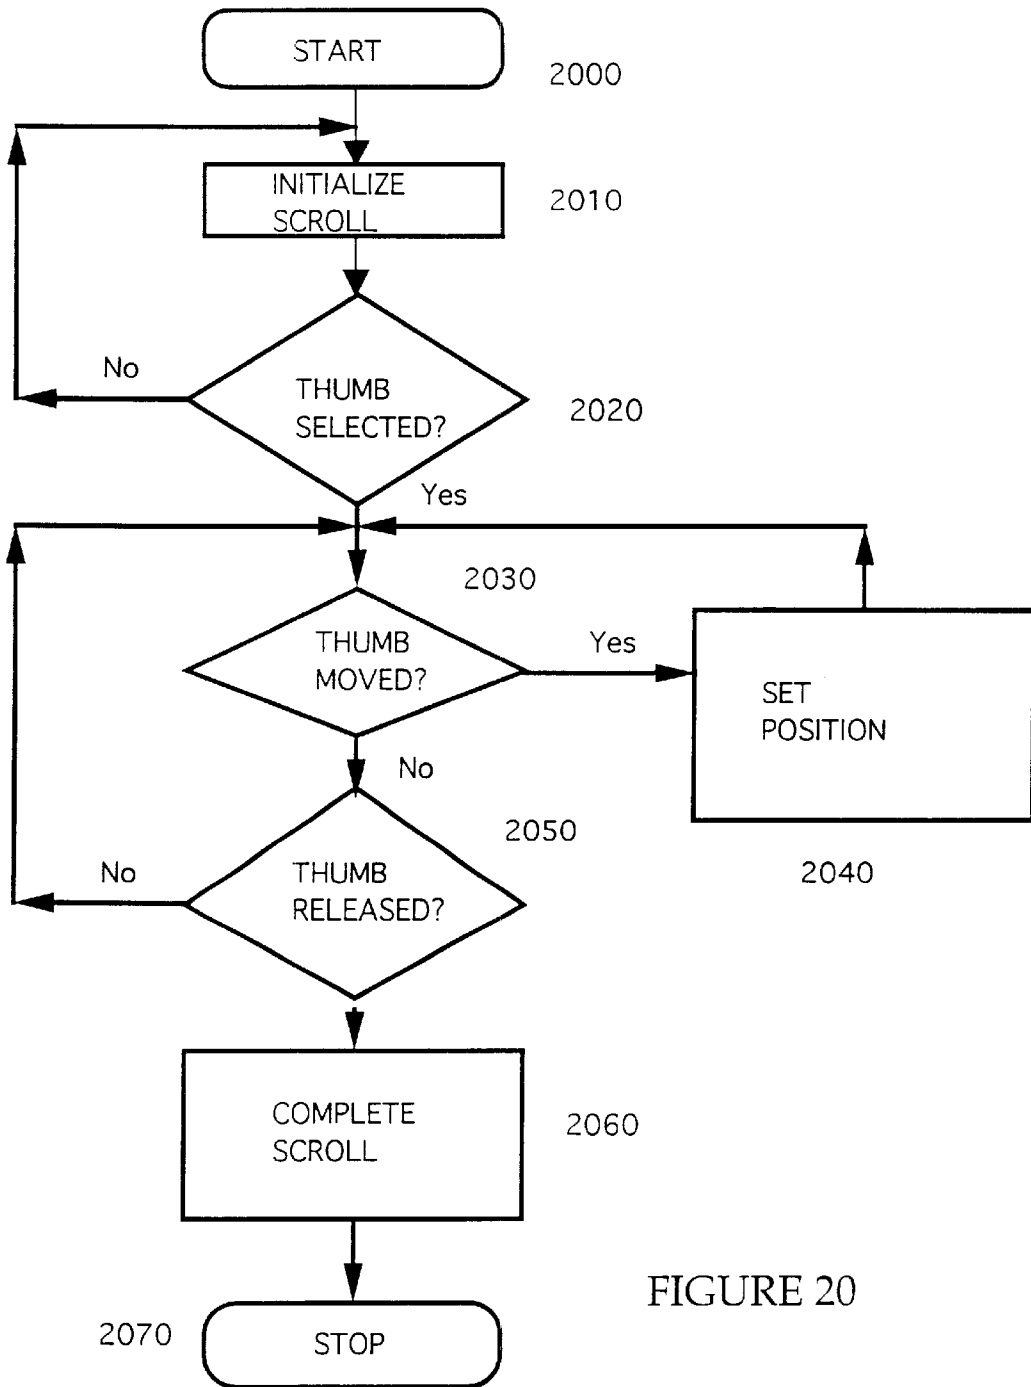 START
2000
INITIALIZE
SCROLL
2010
No
THUMB
SELECTED?
2020
Yes
2030
THUMB
MOVED?
Yes
SET
POSITION
No
2050
2040
No
THUMB
RELEASED?
COMPLETE
SCROLL
2060
FIGURE 20
2070
STOP